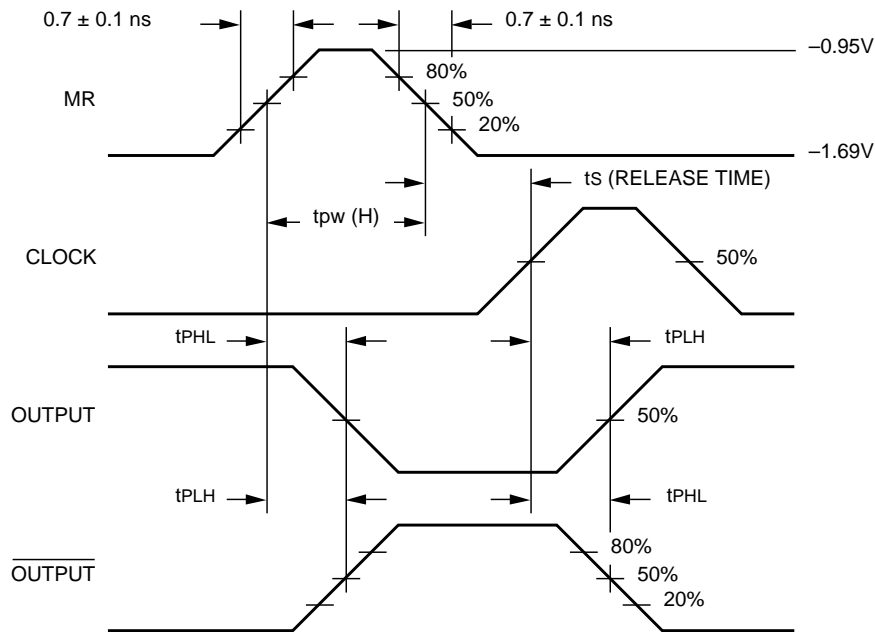 0.7 ± 0.1 ns
0.7 ± 0.1 ns
–0.95V
80%
MR
50%
20%
–1.69V
tS (RELEASE TIME)
tpw (H)
CLOCK
50%
tPHL
tPLH
OUTPUT
50%
tPLH
tPHL
80%
OUTPUT
50%
20%